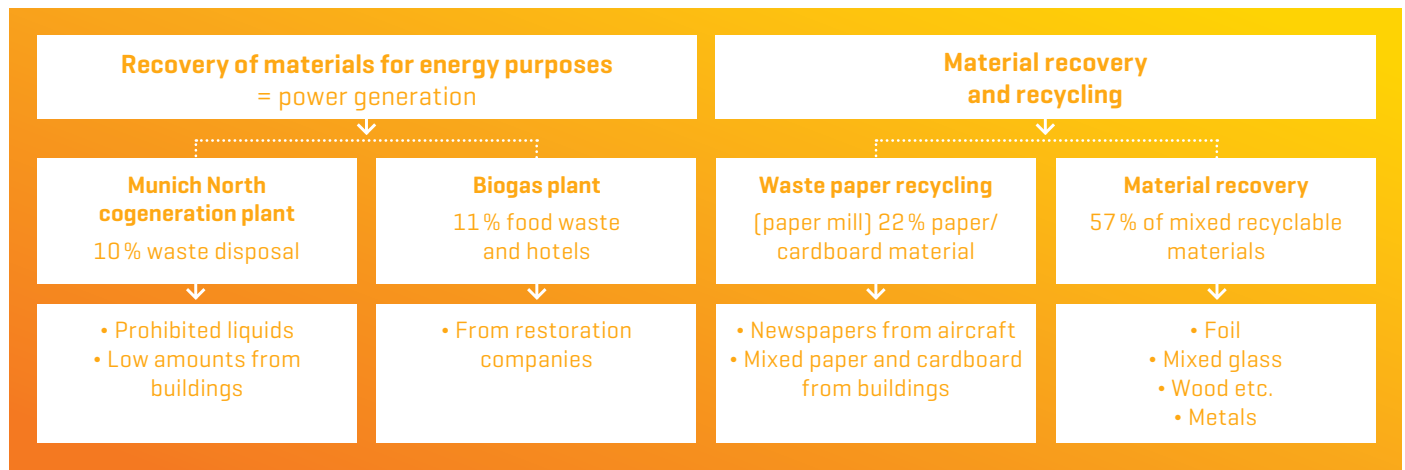 Recovery of materials for energy purposes
= power generation
Material recovery
and recycling
Munich North
cogeneration plant
10% waste disposal
Biogas plant
11% food waste
and hotels
Waste paper recycling
(paper mill) 22% paper/
cardboard material
Material recovery
57% of mixed recyclable
materials
• Prohibited liquids
• Low amounts from
buildings
• From restoration
companies
• Newspapers from aircraft
• Mixed paper and cardboard
from buildings
• Foil
• Mixed glass
• Wood etc.
• Metals